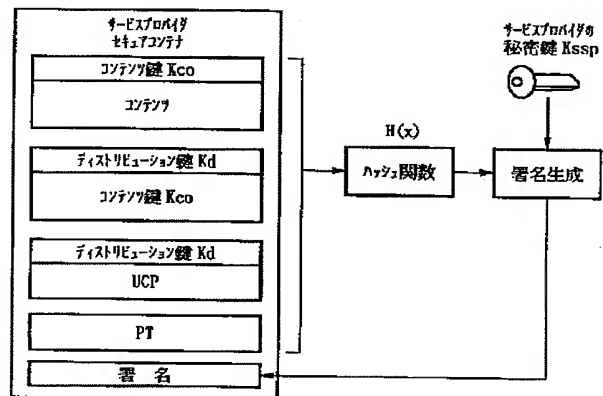 サービスプロバイダ
セキュアコンテナ
コンテンツ鍵 Kco
コンテンツ
ディストリビューション鍵 Kd
コンテンツ鍵 Kco
ディストリビューション鍵 Kd
UCP
PT
署 名
H(x)
ハッシュ関数
サービスプロバイダの
秘密鍵 Kssp
署名生成